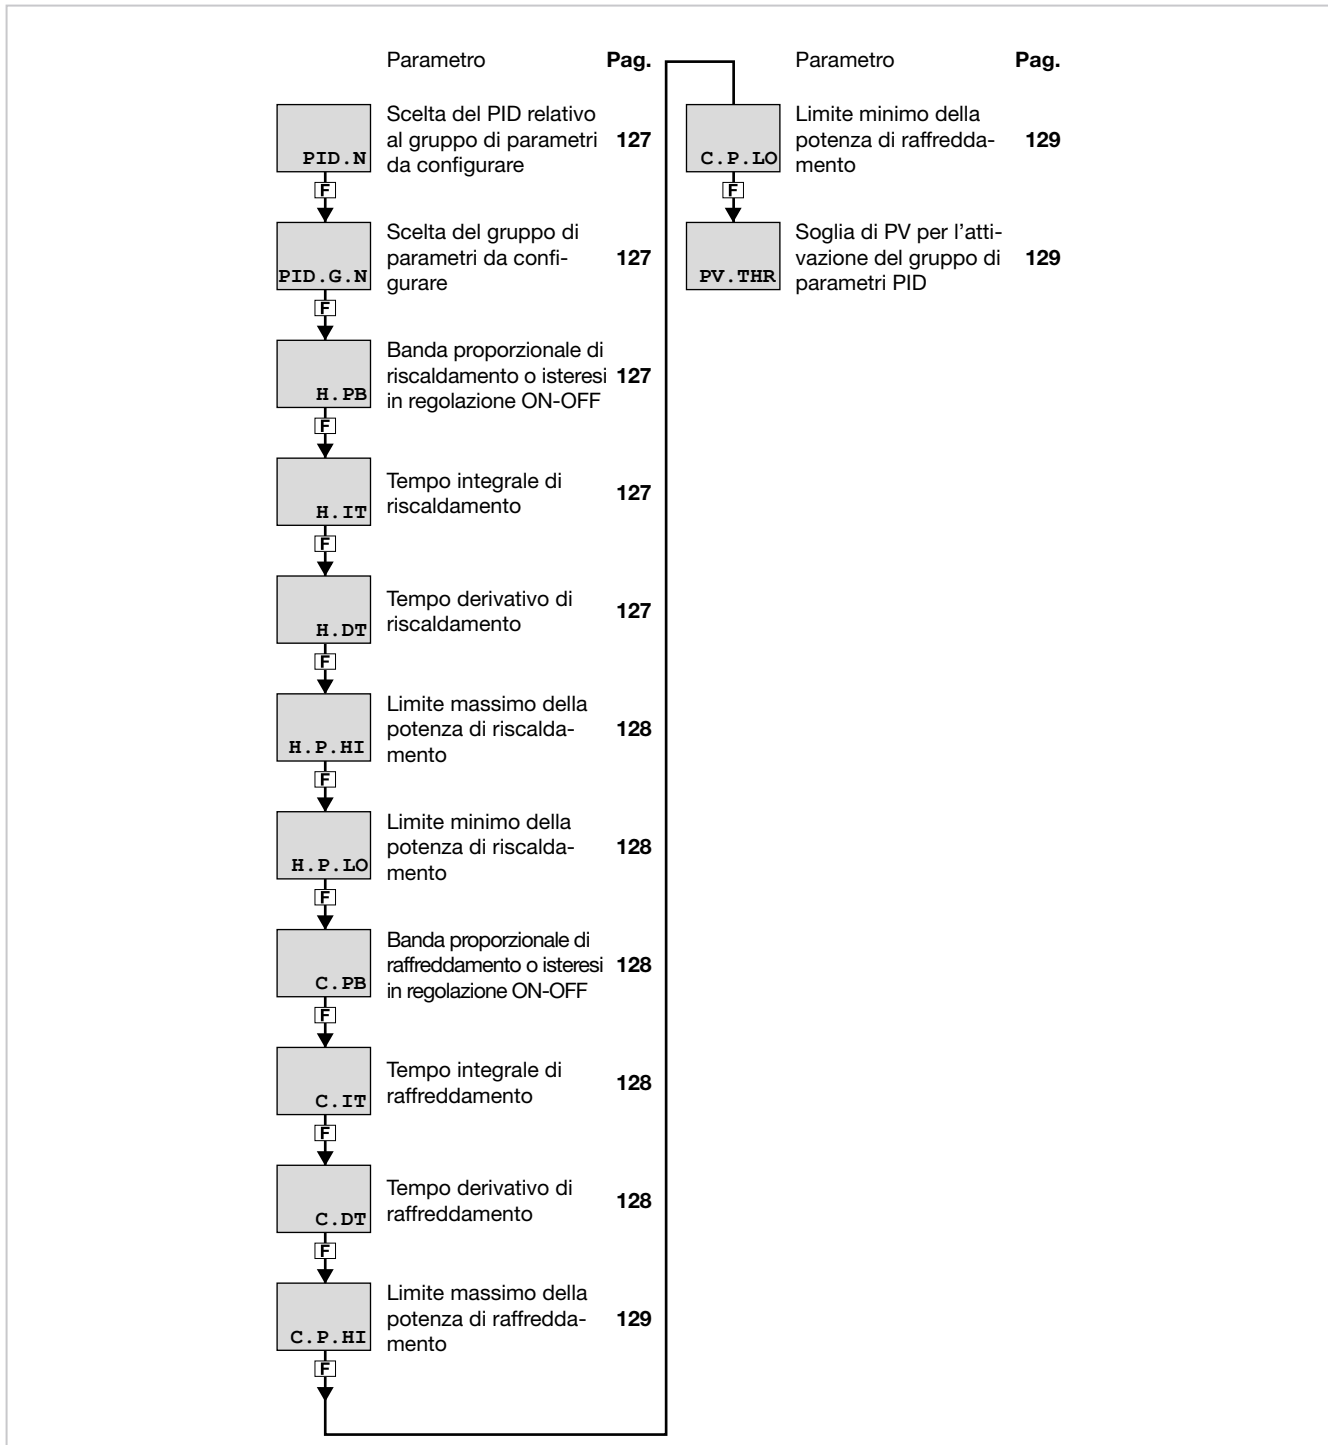 Parametro Pag.
PID.N
Scelta del PID relativo
al gruppo di parametri 127
da configurare
F
PID.G.N
Scelta del gruppo di
parametri da confi- 127
gurare
F
H.PB
Banda proporzionale di
riscaldamento o isteresi 127
in regolazione ON-OFF
F
H.IT
Tempo integrale di
riscaldamento 127
F
H.DT
Tempo derivativo di
riscaldamento 127
F
H.P.HI
Limite massimo della
potenza di riscalda- 128
mento
F
H.P.LO
Limite minimo della
potenza di riscalda- 128
mento
F
C.PB
Banda proporzionale di
raffreddamento o isteresi 128
in regolazione ON-OFF
F
C.IT
Tempo integrale di
raffreddamento 128
F
C.DT
Tempo derivativo di
raffreddamento 128
F
C.P.HI
Limite massimo della
potenza di raffredda- 129
mento
F
Parametro Pag.
C.P.LO
Limite minimo della
potenza di raffredda- 129
mento
F
PV.THR
Soglia di PV per l'atti-
vazione del gruppo di 129
parametri PID